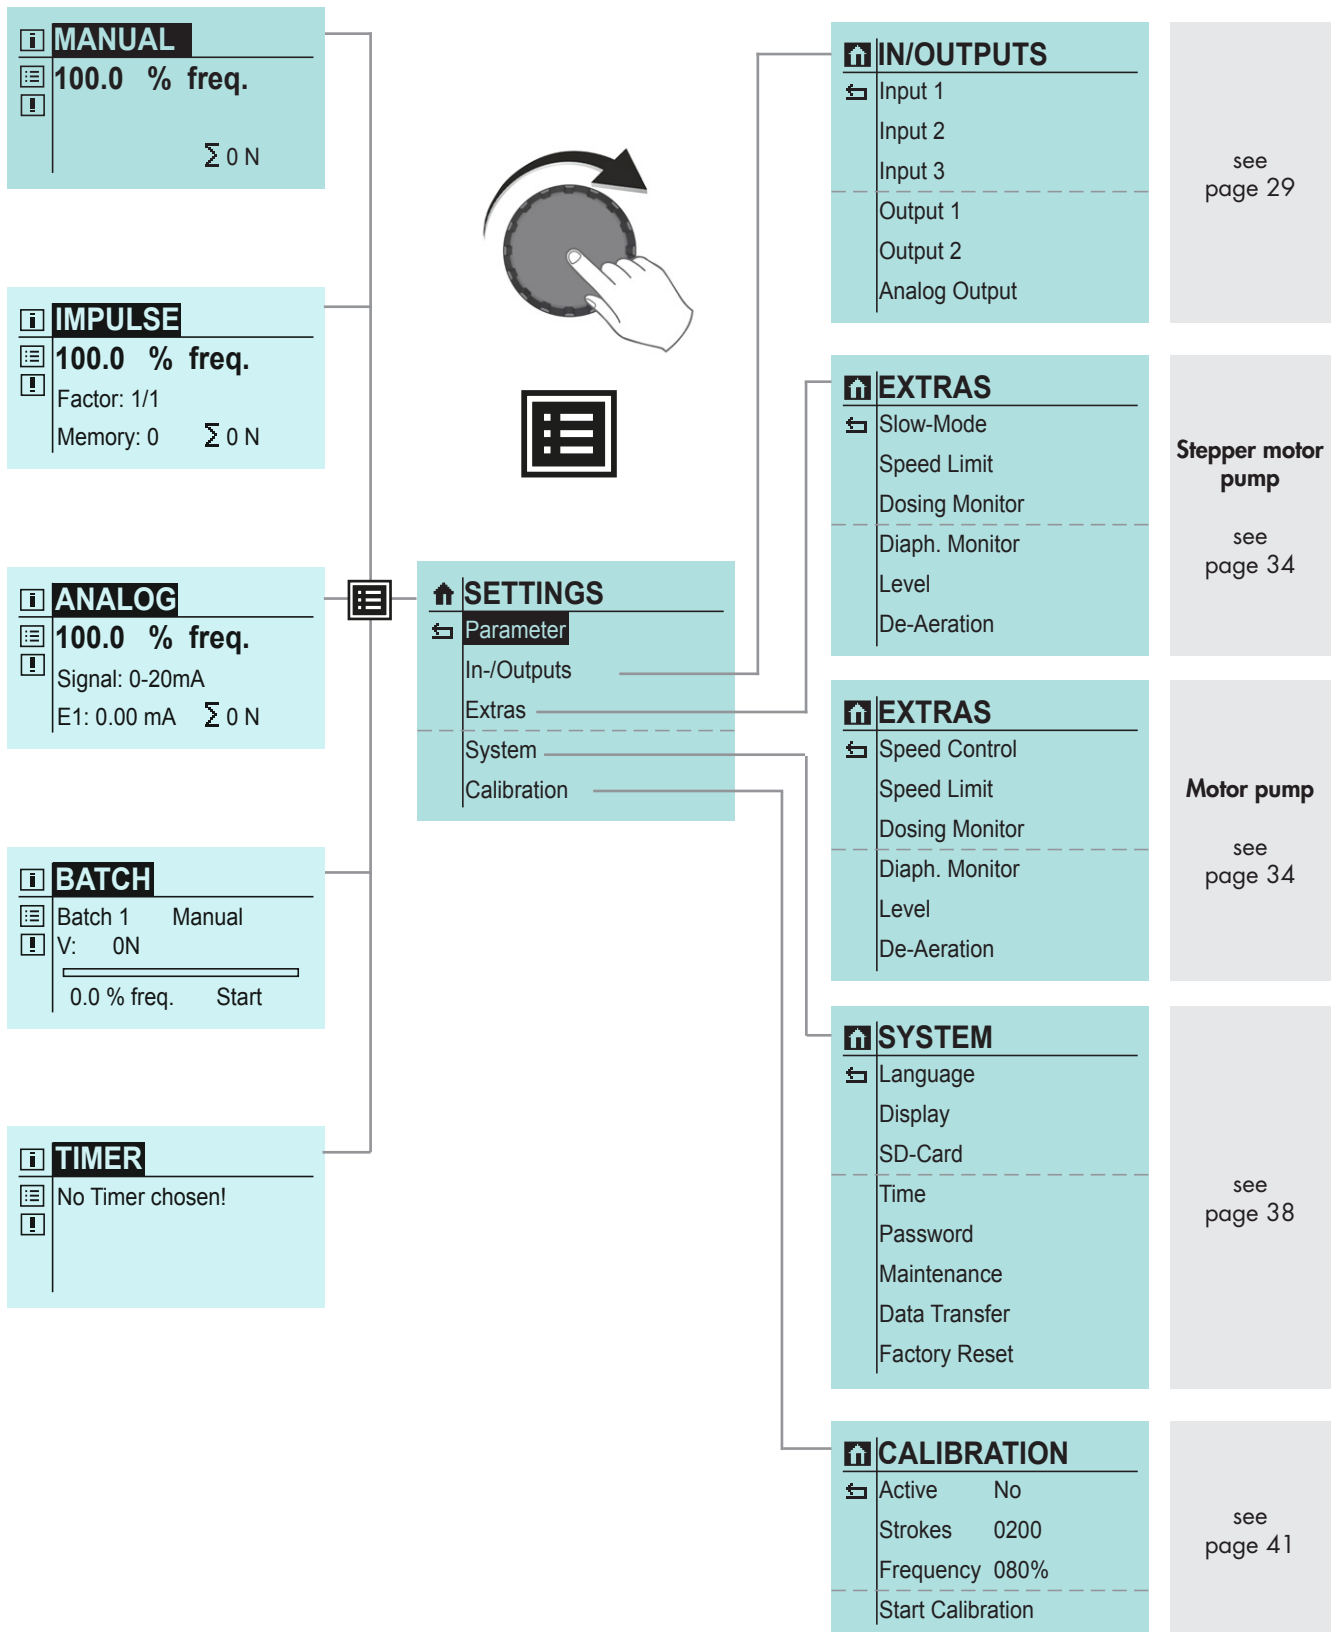 MANUAL
100.0 % freq.
Σ 0 N
IMPULSE
100.0 % freq.
Factor: 1/1
Memory: 0 Σ 0 N
ANALOG
100.0 % freq.
Signal: 0-20mA
E1: 0.00 mA Σ 0 N
BATCH
Batch 1 Manual
V: 0N
0.0 % freq. Start
TIMER
No Timer chosen!
SETTINGS
Parameter
In-/Outputs
Extras
System
Calibration
IN/OUTPUTS
Input 1
Input 2
Input 3
Output 1
Output 2
Analog Output
see
page 29
EXTRAS
Slow-Mode
Speed Limit
Dosing Monitor
Diaph. Monitor
Level
De-Aeration
Stepper motor
pump
see
page 34
EXTRAS
Speed Control
Speed Limit
Dosing Monitor
Diaph. Monitor
Level
De-Aeration
Motor pump
see
page 34
SYSTEM
Language
Display
SD-Card
Time
Password
Maintenance
Data Transfer
Factory Reset
see
page 38
CALIBRATION
Active No
Strokes 0200
Frequency 080%
Start Calibration
see
page 41